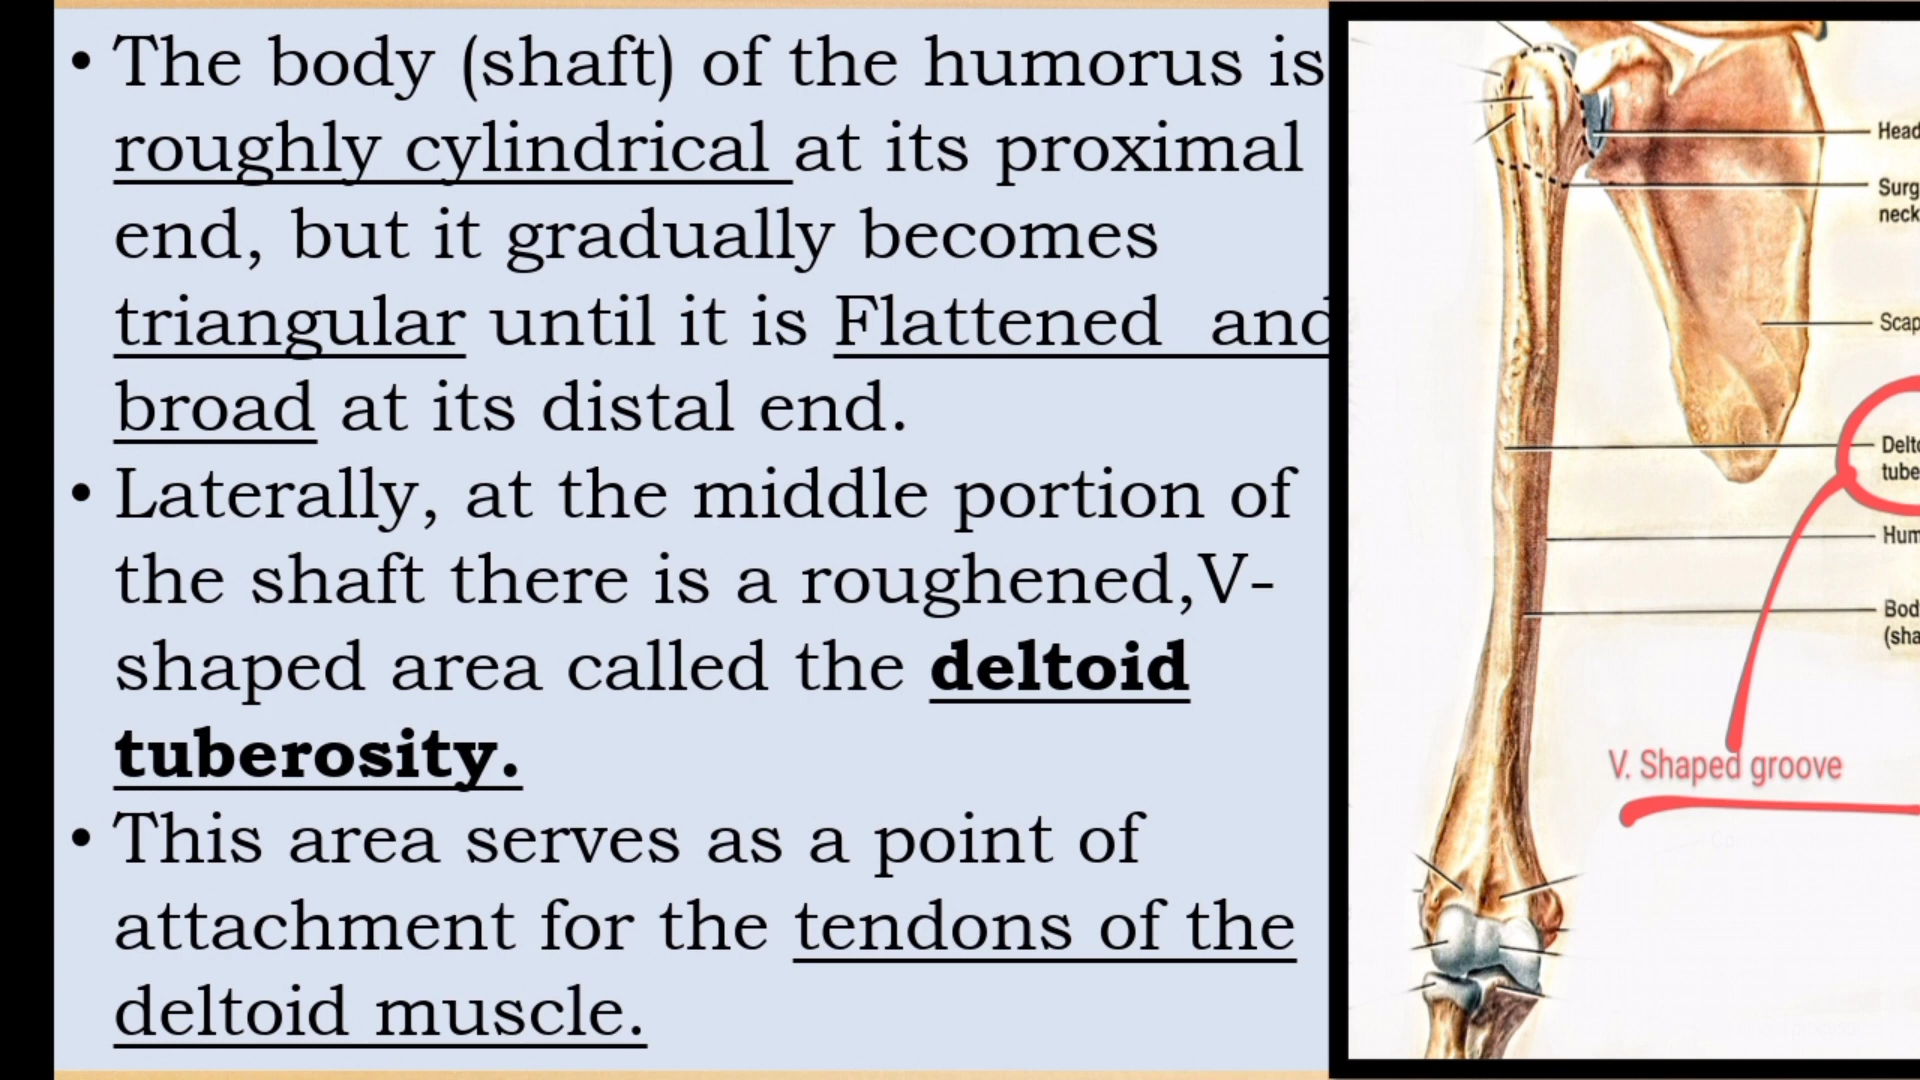 • The body (shaft) of the humorus is
roughly cylindrical at its proximal
end, but it gradually becomes
triangular until it is Flattened and
broad at its distal end.
• Laterally, at the middle portion of
the shaft there is a roughened,V-
shaped area called the deltoid
tuberosity.
• This area serves as a point of
attachment for the tendons of the
deltoid muscle.
Head
Surg
neck
Scap
Delto
tube
Hum
Bod
(sha
V. Shaped groove